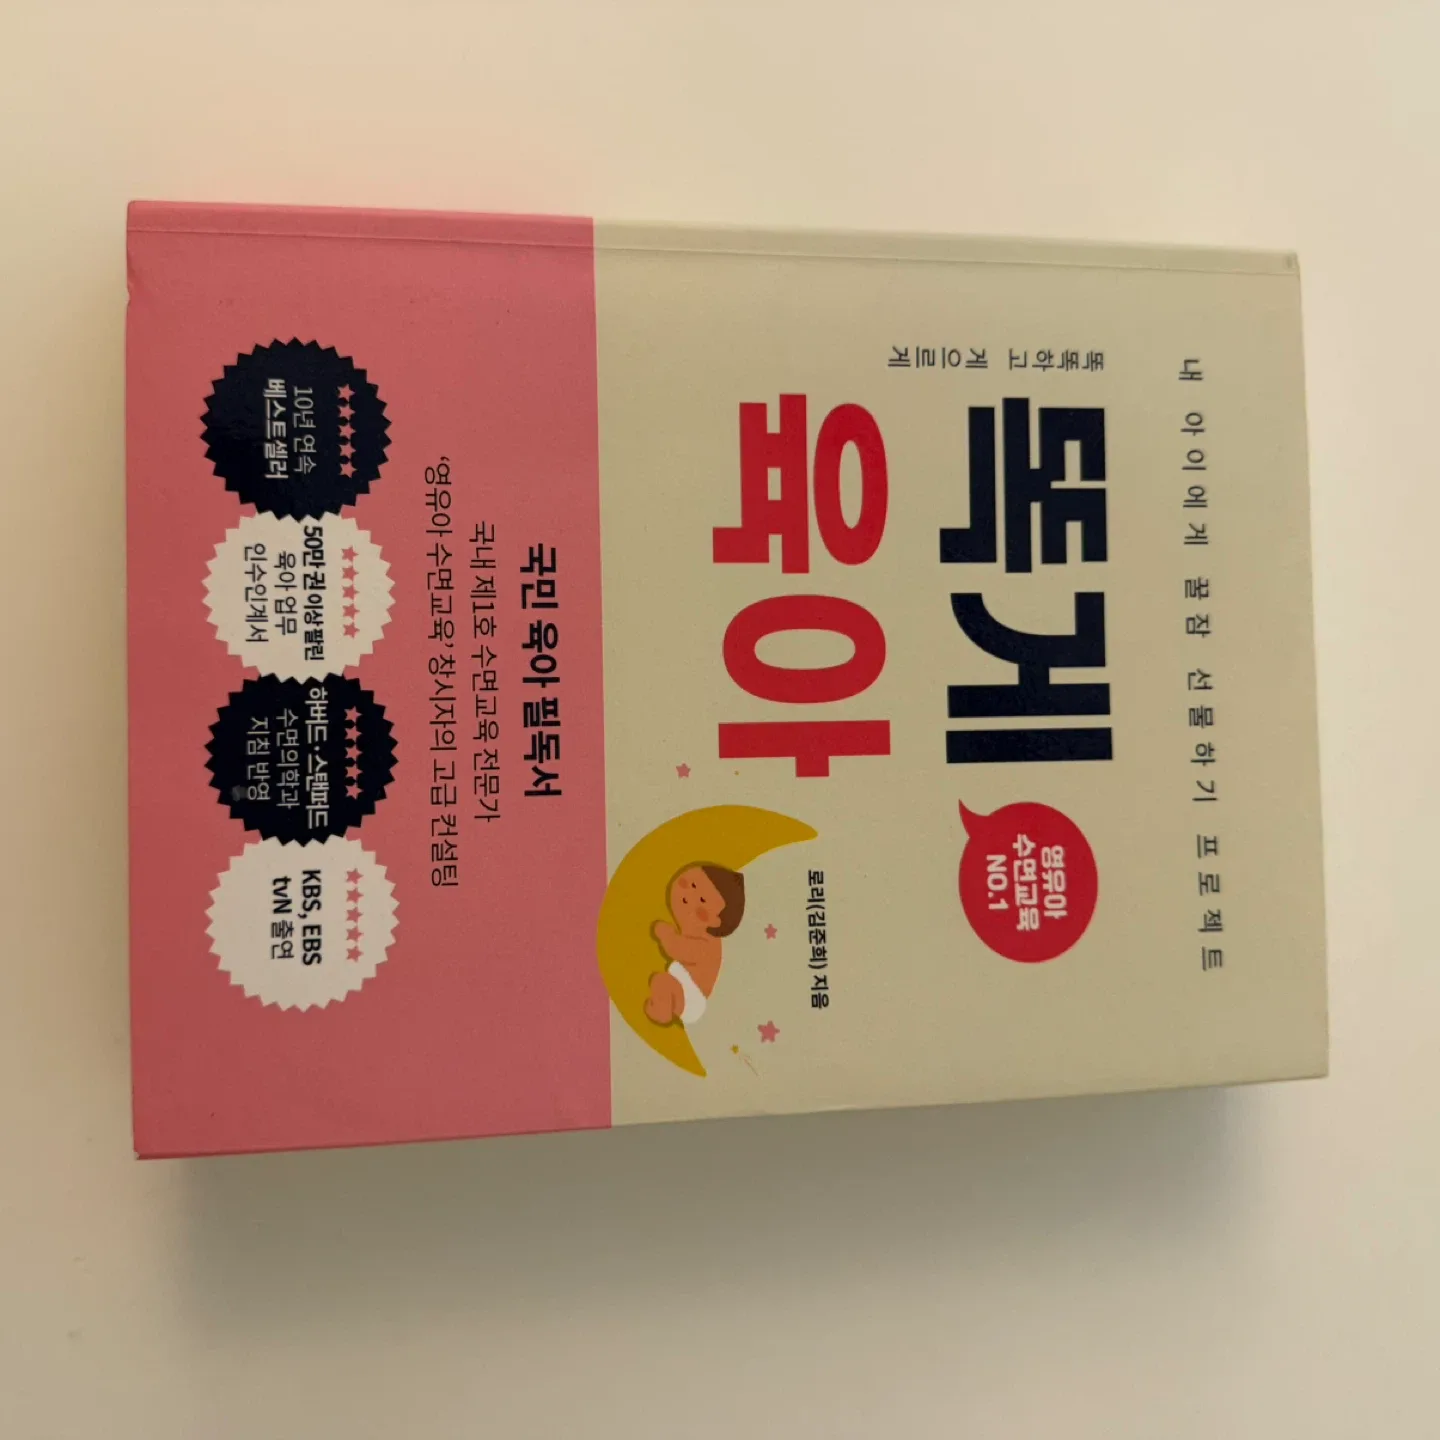 내 아이에게 꿀잠 선물하기 프로젝트
똑똑하고 게으르게
똑게
육아
영유아
수면교육
NO.1
로리(김준희) 지음
국민 육아 필독서
국내 제1호 수면교육 전문가
‘영유아 수면교육’ 창시자의 고급 컨설팅
10년 연속
베스트셀러
50만 권 이상 팔린
육아 업무
인수인계서
하버드·스탠퍼드
수면의학과
지침 반영
KBS, EBS
tvN 출연